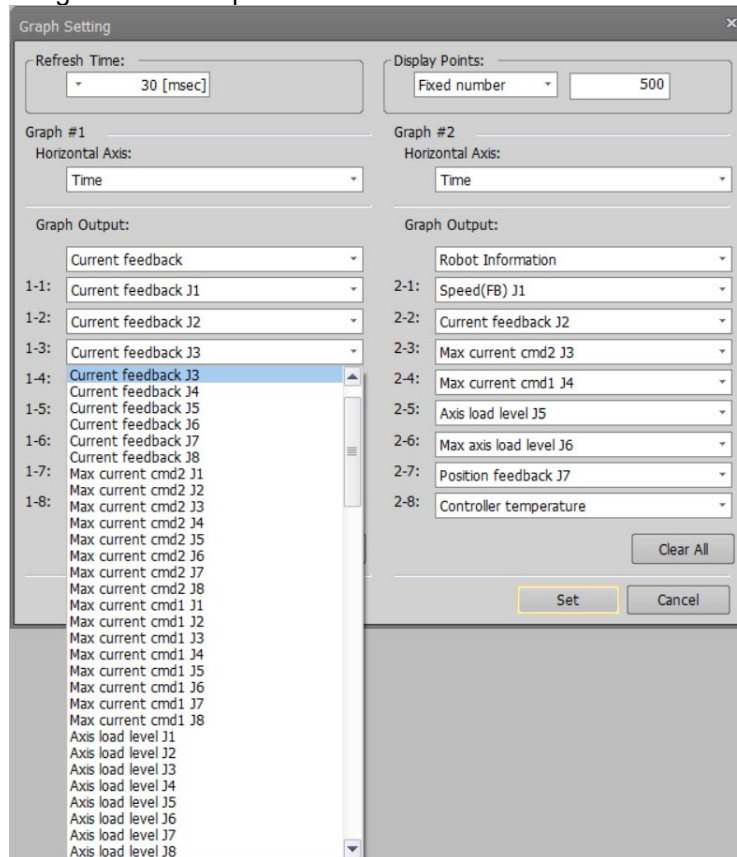 Graph Setting
Refresh Time:
30 [msec]
Display Points:
Fixed number
500
Graph #1
Horizontal Axis:
Time
Graph Output:
Current feedback
1-1: Current feedback J1
1-2: Current feedback J2
1-3: Current feedback J3
1-4:
1-5:
1-6:
1-7:
1-8:
Current feedback J3
Current feedback J4
Current feedback J5
Current feedback J6
Current feedback J7
Current feedback J8
Max current cmd2 J1
Max current cmd2 J2
Max current cmd2 J3
Max current cmd2 J4
Max current cmd2 J5
Max current cmd2 J6
Max current cmd2 J7
Max current cmd2 J8
Max current cmd1 J1
Max current cmd1 J2
Max current cmd1 J3
Max current cmd1 J4
Max current cmd1 J5
Max current cmd1 J6
Max current cmd1 J7
Max current cmd1 J8
Axis load level J1
Axis load level J2
Axis load level J3
Axis load level J4
Axis load level J5
Axis load level J6
Axis load level J7
Axis load level J8
Graph #2
Horizontal Axis:
Time
Graph Output:
Robot Information
2-1: Speed(FB) J1
2-2: Current feedback J2
2-3: Max current cmd2 J3
2-4: Max current cmd1 J4
2-5: Axis load level J5
2-6: Max axis load level J6
2-7: Position feedback J7
2-8: Controller temperature
Clear All
Set
Cancel